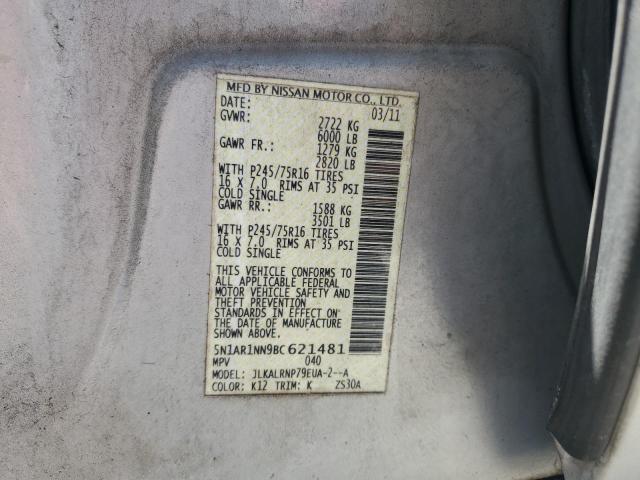 MFD BY NISSAN MOTOR CO., LTD.
DATE: 03/11
GVWR: 2722 KG
6000 LB
GAWR FR.: 1279 KG
2820 LB
WITH P245/75R16 TIRES
16 X 7.0 RIMS AT 35 PSI
COLD SINGLE
GAWR RR.: 1588 KG
3501 LB
WITH P245/75R16 TIRES
16 X 7.0 RIMS AT 35 PSI
COLD SINGLE
THIS VEHICLE CONFORMS TO
ALL APPLICABLE FEDERAL
MOTOR VEHICLE SAFETY AND
THEFT PREVENTION
STANDARDS IN EFFECT ON
THE DATE OF MANUFACTURE
SHOWN ABOVE.
5N1AR1NN9BC 621481
MPV 040
MODEL: JLKALRNP79EUA-2--A
COLOR: K12 TRIM: K ZS30A